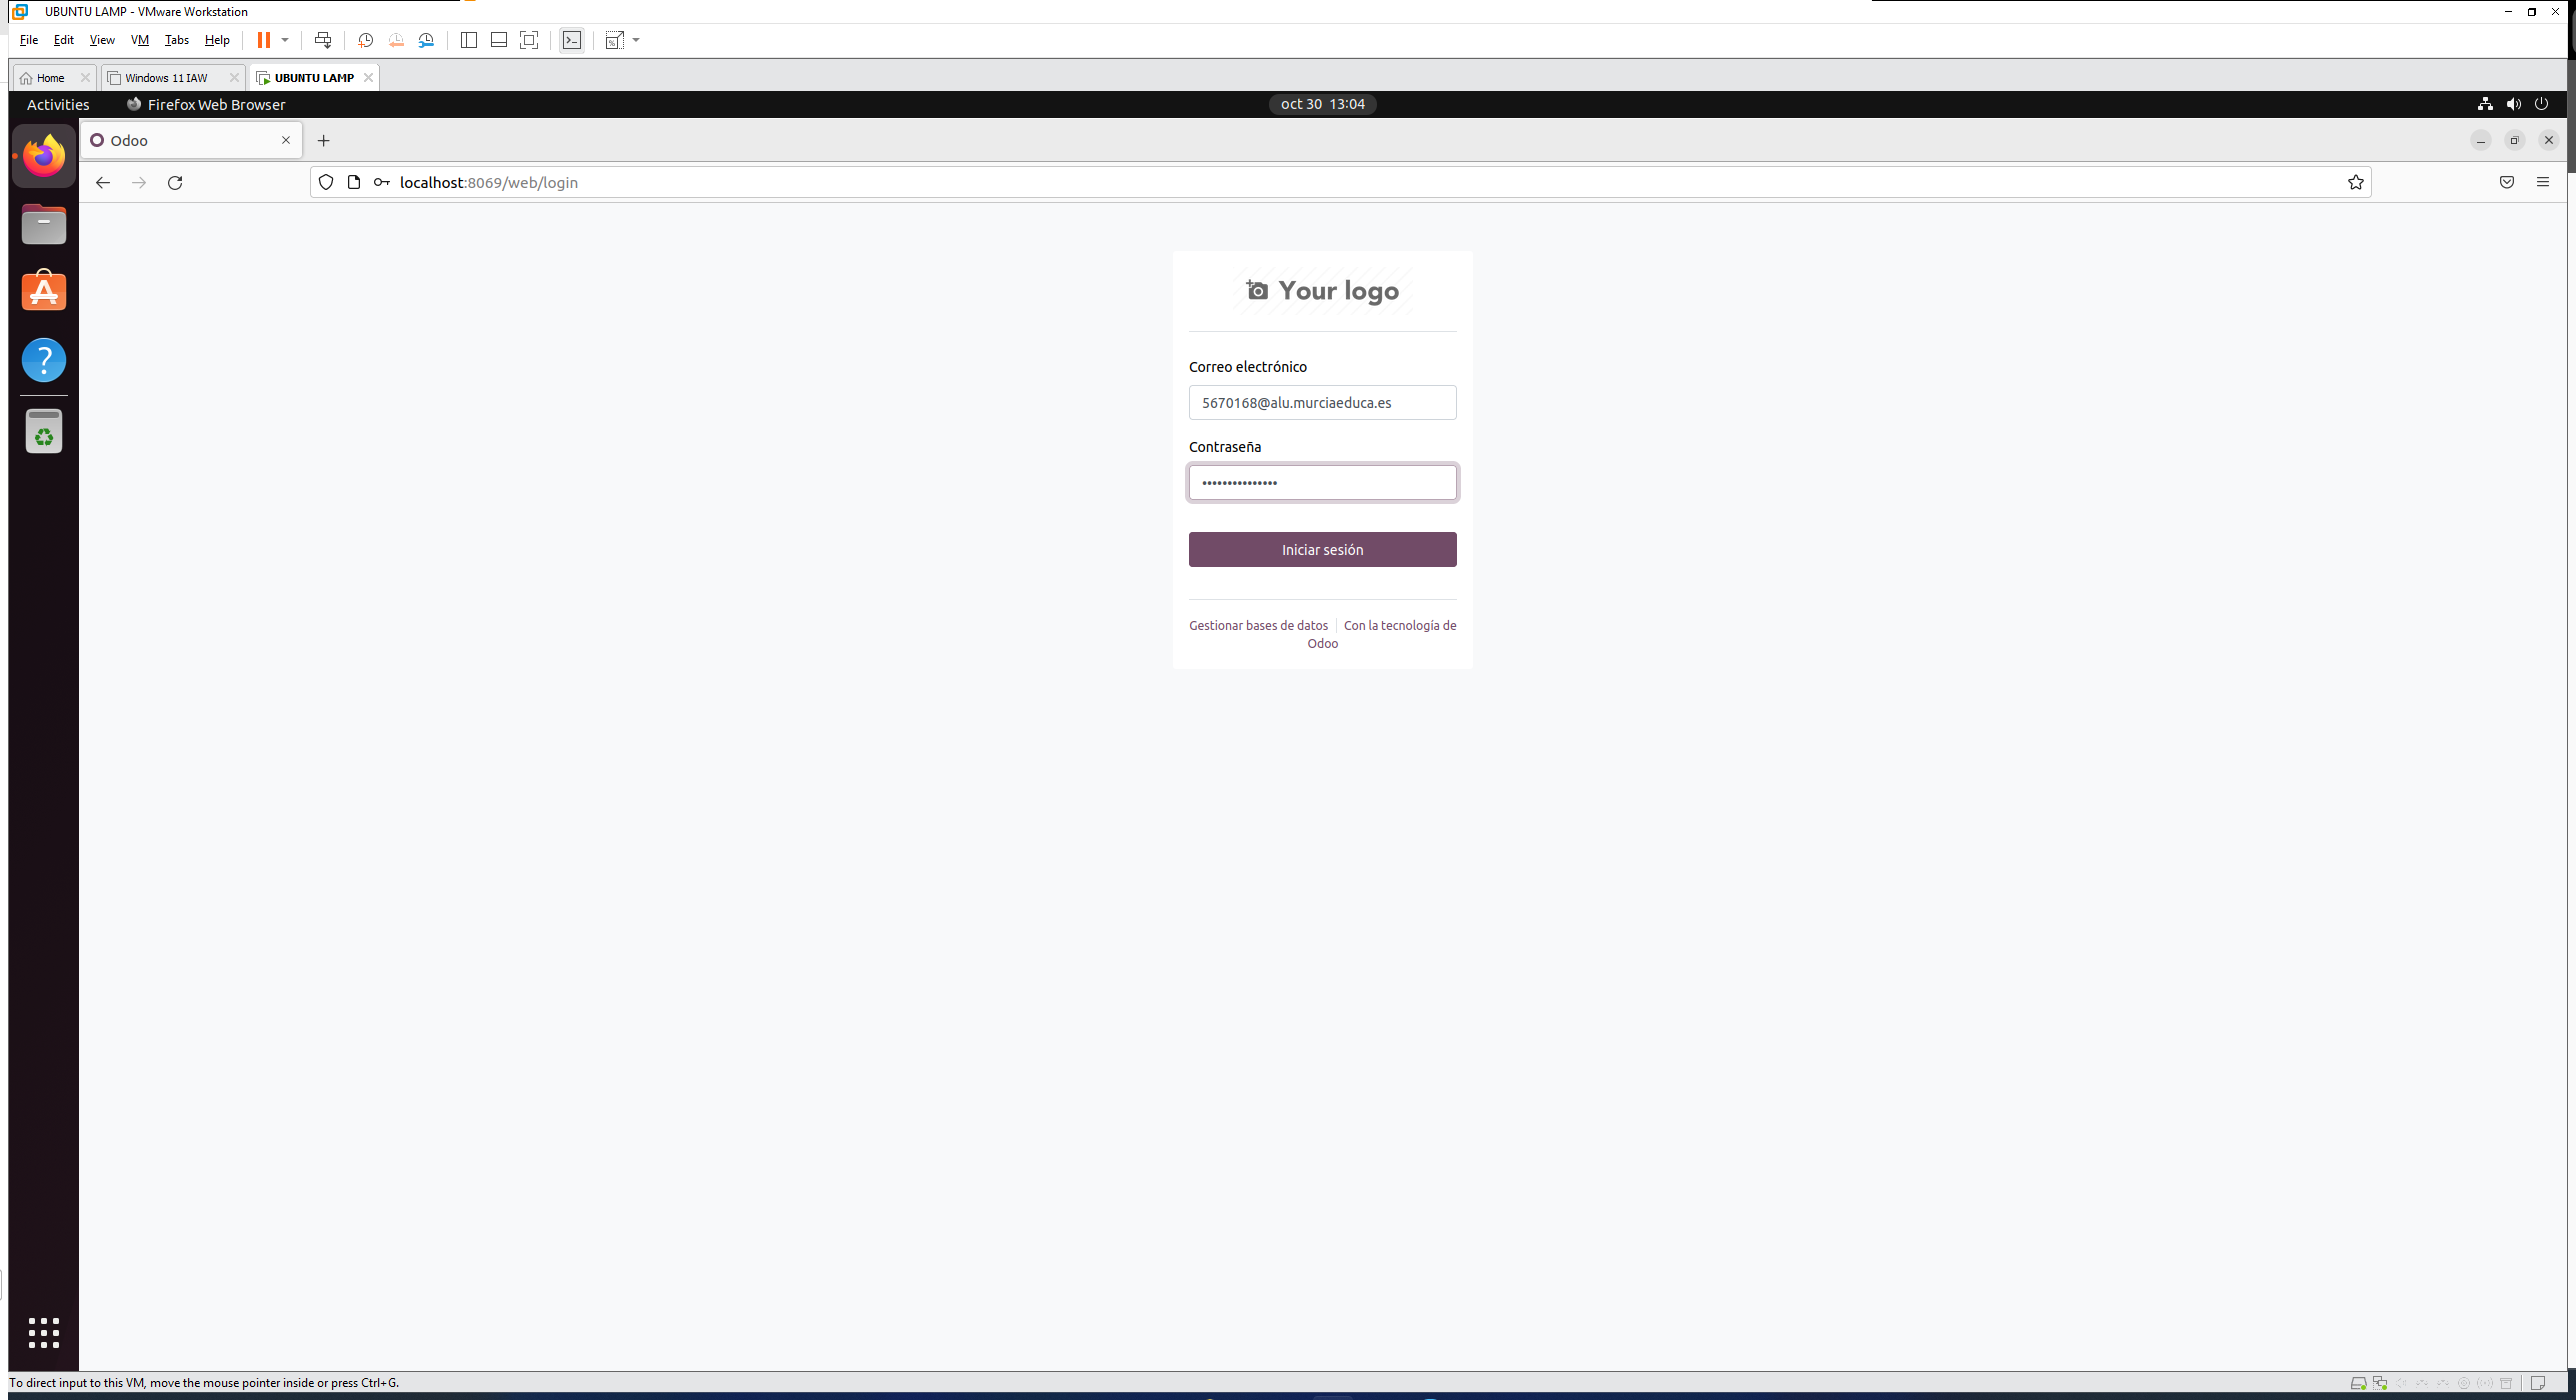 UBUNTU LAMP - VMware Workstation
File Edit View VM Tabs Help
Home Windows 11 IAW UBUNTU LAMP
Activities Firefox Web Browser oct 30 13:04
Odoo
localhost:8069/web/login
Your logo
Correo electrónico
5670168@alu.murciaeduca.es
Contraseña
•••••••••••••••
Iniciar sesión
Gestionar bases de datos Con la tecnología de
Odoo
To direct input to this VM, move the mouse pointer inside or press Ctrl+G.